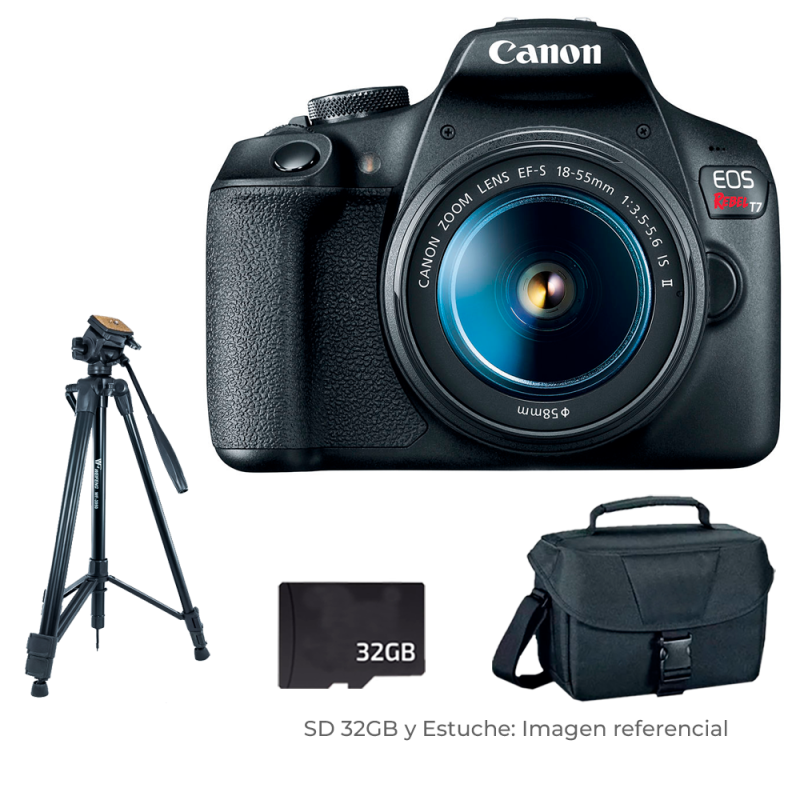 Canon
CANON ZOOM LENS EF-S 18-55mm 1:3.5-5.6 IS II
EOS
REBEL T7
Φ58mm
32GB
SD 32GB y Estuche: Imagen referencial